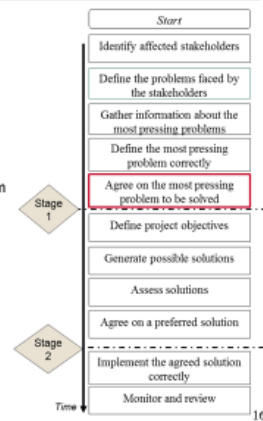 Start
Identify affected stakeholders
Define the problems faced by
the stakeholders
Gather information about the
most pressing problems
Define the most pressing
problem correctly
m
Agree on the most pressing
problem to be solved
Stage
1
Define project objectives
Generate possible solutions
Assess solutions
Agree on a preferred solution
Stage
2
Implement the agreed solution
correctly
Monitor and review
Time
16